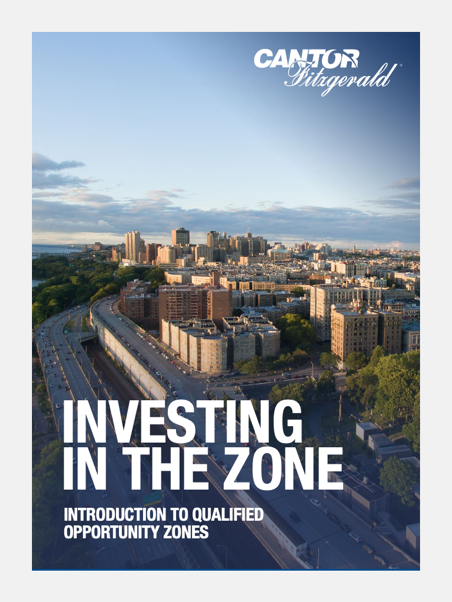 CANTOR
Fitzgerald
INVESTING
IN THE ZONE
INTRODUCTION TO QUALIFIED
OPPORTUNITY ZONES